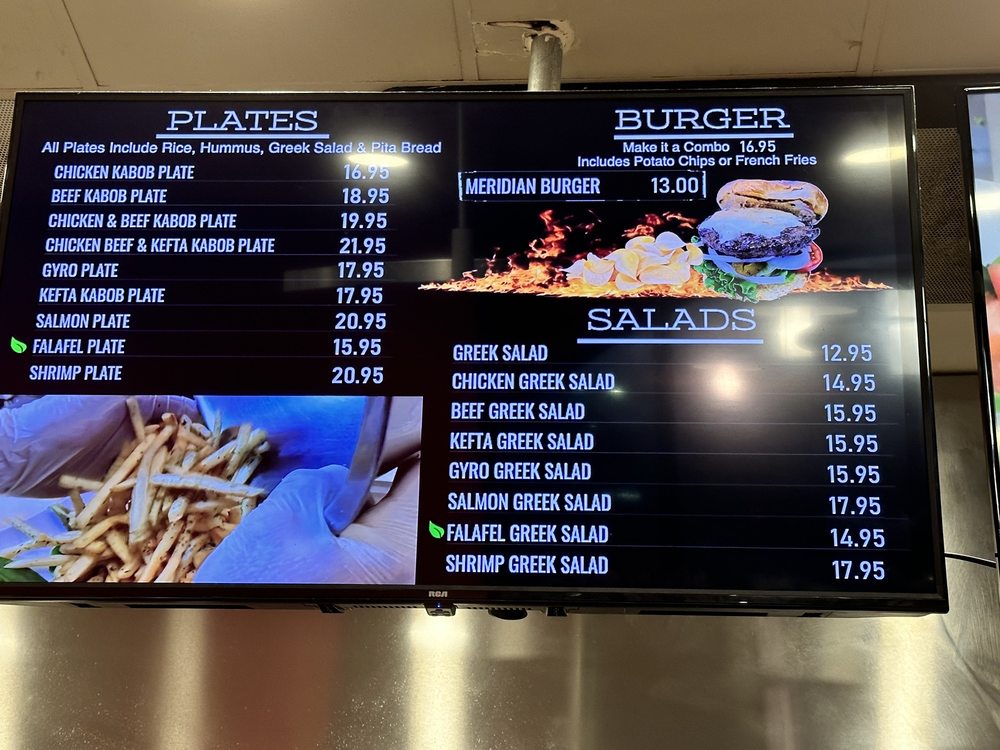 PLATES
All Plates Include Rice, Hummus, Greek Salad & Pita Bread
CHICKEN KABOB PLATE 16.95
BEEF KABOB PLATE 18.95
CHICKEN & BEEF KABOB PLATE 19.95
CHICKEN BEEF & KEFTA KABOB PLATE 21.95
GYRO PLATE 17.95
KEFTA KABOB PLATE 17.95
SALMON PLATE 20.95
FALAFEL PLATE 15.95
SHRIMP PLATE 20.95
BURGER
Make it a Combo 16.95
Includes Potato Chips or French Fries
MERIDIAN BURGER 13.00
SALADS
GREEK SALAD 12.95
CHICKEN GREEK SALAD 14.95
BEEF GREEK SALAD 15.95
KEFTA GREEK SALAD 15.95
GYRO GREEK SALAD 15.95
SALMON GREEK SALAD 17.95
FALAFEL GREEK SALAD 14.95
SHRIMP GREEK SALAD 17.95
RCA